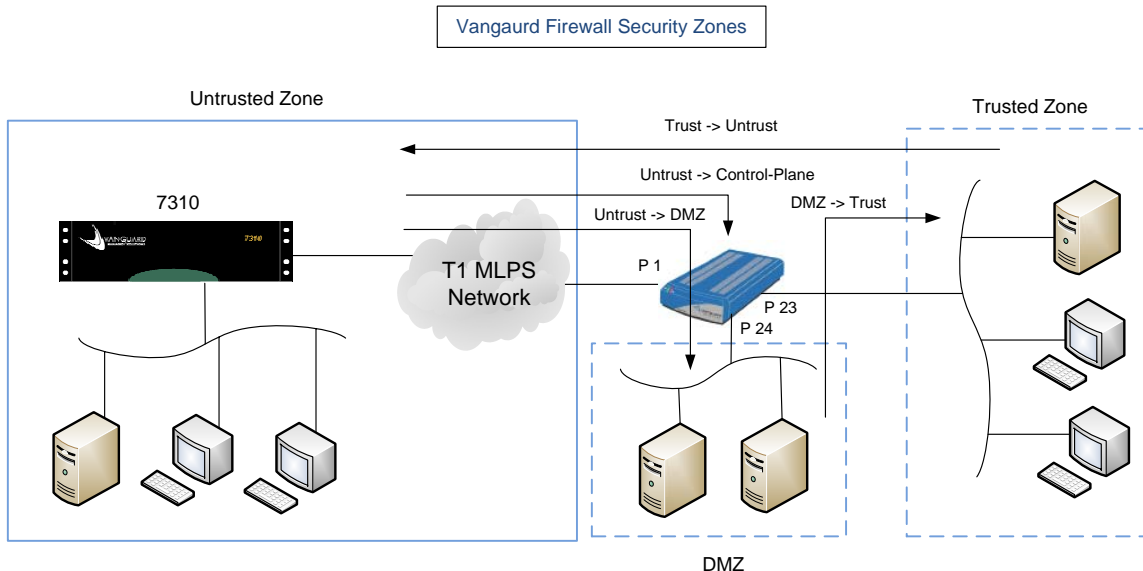 Vangaurd Firewall Security Zones
Untrusted Zone
Trusted Zone
Trust -> Untrust
Untrust -> Control-Plane
7310
Untrust -> DMZ
DMZ -> Trust
VANGUARD
7310
T1 MLPS
Network
P 1
P 23
P 24
DMZ